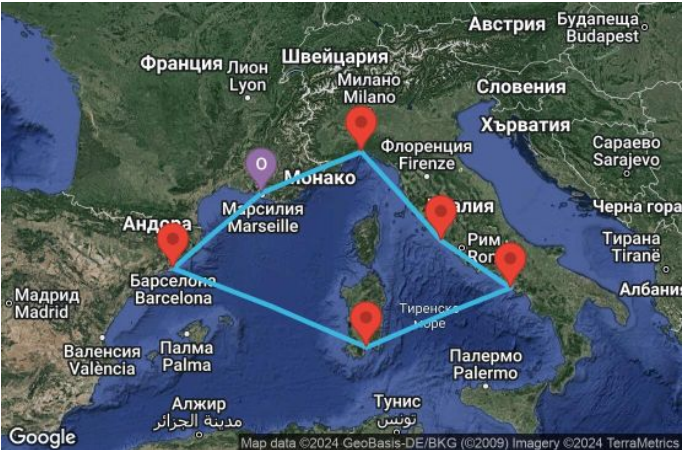 Австрия
Будапеща
Budapest
Франция
Лион
Lyon
Швейцария
Милано
Milano
Словения
Хърватия
Сараево
Sarajevo
О
Монако
Флоренция
Firenze
Марсилия
Marseille
Андора
Италия
Черна гора
Рим
Тирана
Tiranë
Барселона
Barcelona
Мадрид
Madrid
Албания
Тиренско
море
Валенсия
València
Палма
Palma
Палермо
Palermo
Алжир
مدينة الجزائر
Тунис
تونس
Google
Map data ©2024 GeoBasis-DE/BKG (©2009) Imagery ©2024 TerraMetrics